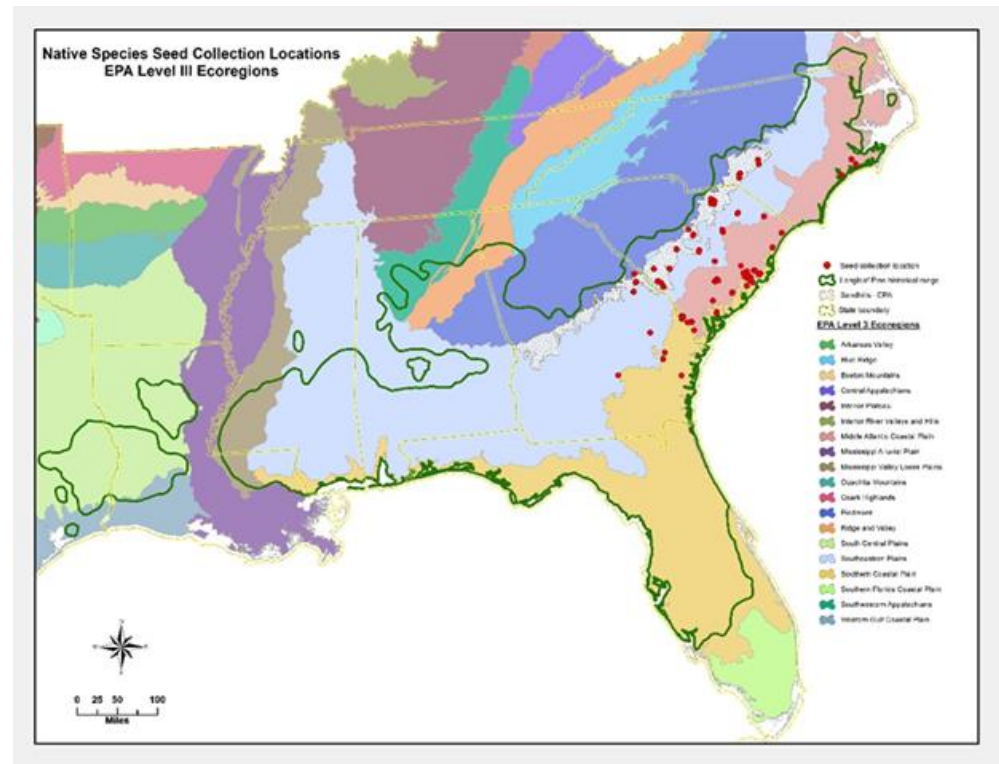 Native Species Seed Collection Locations
EPA Level III Ecoregions
Seed collection location
Longleaf Pine historical range
Sandhills - EPA
State boundary
EPA Level 3 Ecoregions
Arkansas Valley
Blue Ridge
Boston Mountains
Central Appalachians
Interior Plateau
Interior River Valleys and Hills
Middle Atlantic Coastal Plain
Mississippi Alluvial Plain
Mississippi Valley Loess Plains
Ouachita Mountains
Ozark Highlands
Piedmont
Ridge and Valley
South Central Plains
Southeastern Plains
Southern Coastal Plain
Southern Florida Coastal Plain
Southwestern Appalachians
Western Gulf Coastal Plain
0 25 50 100
Miles